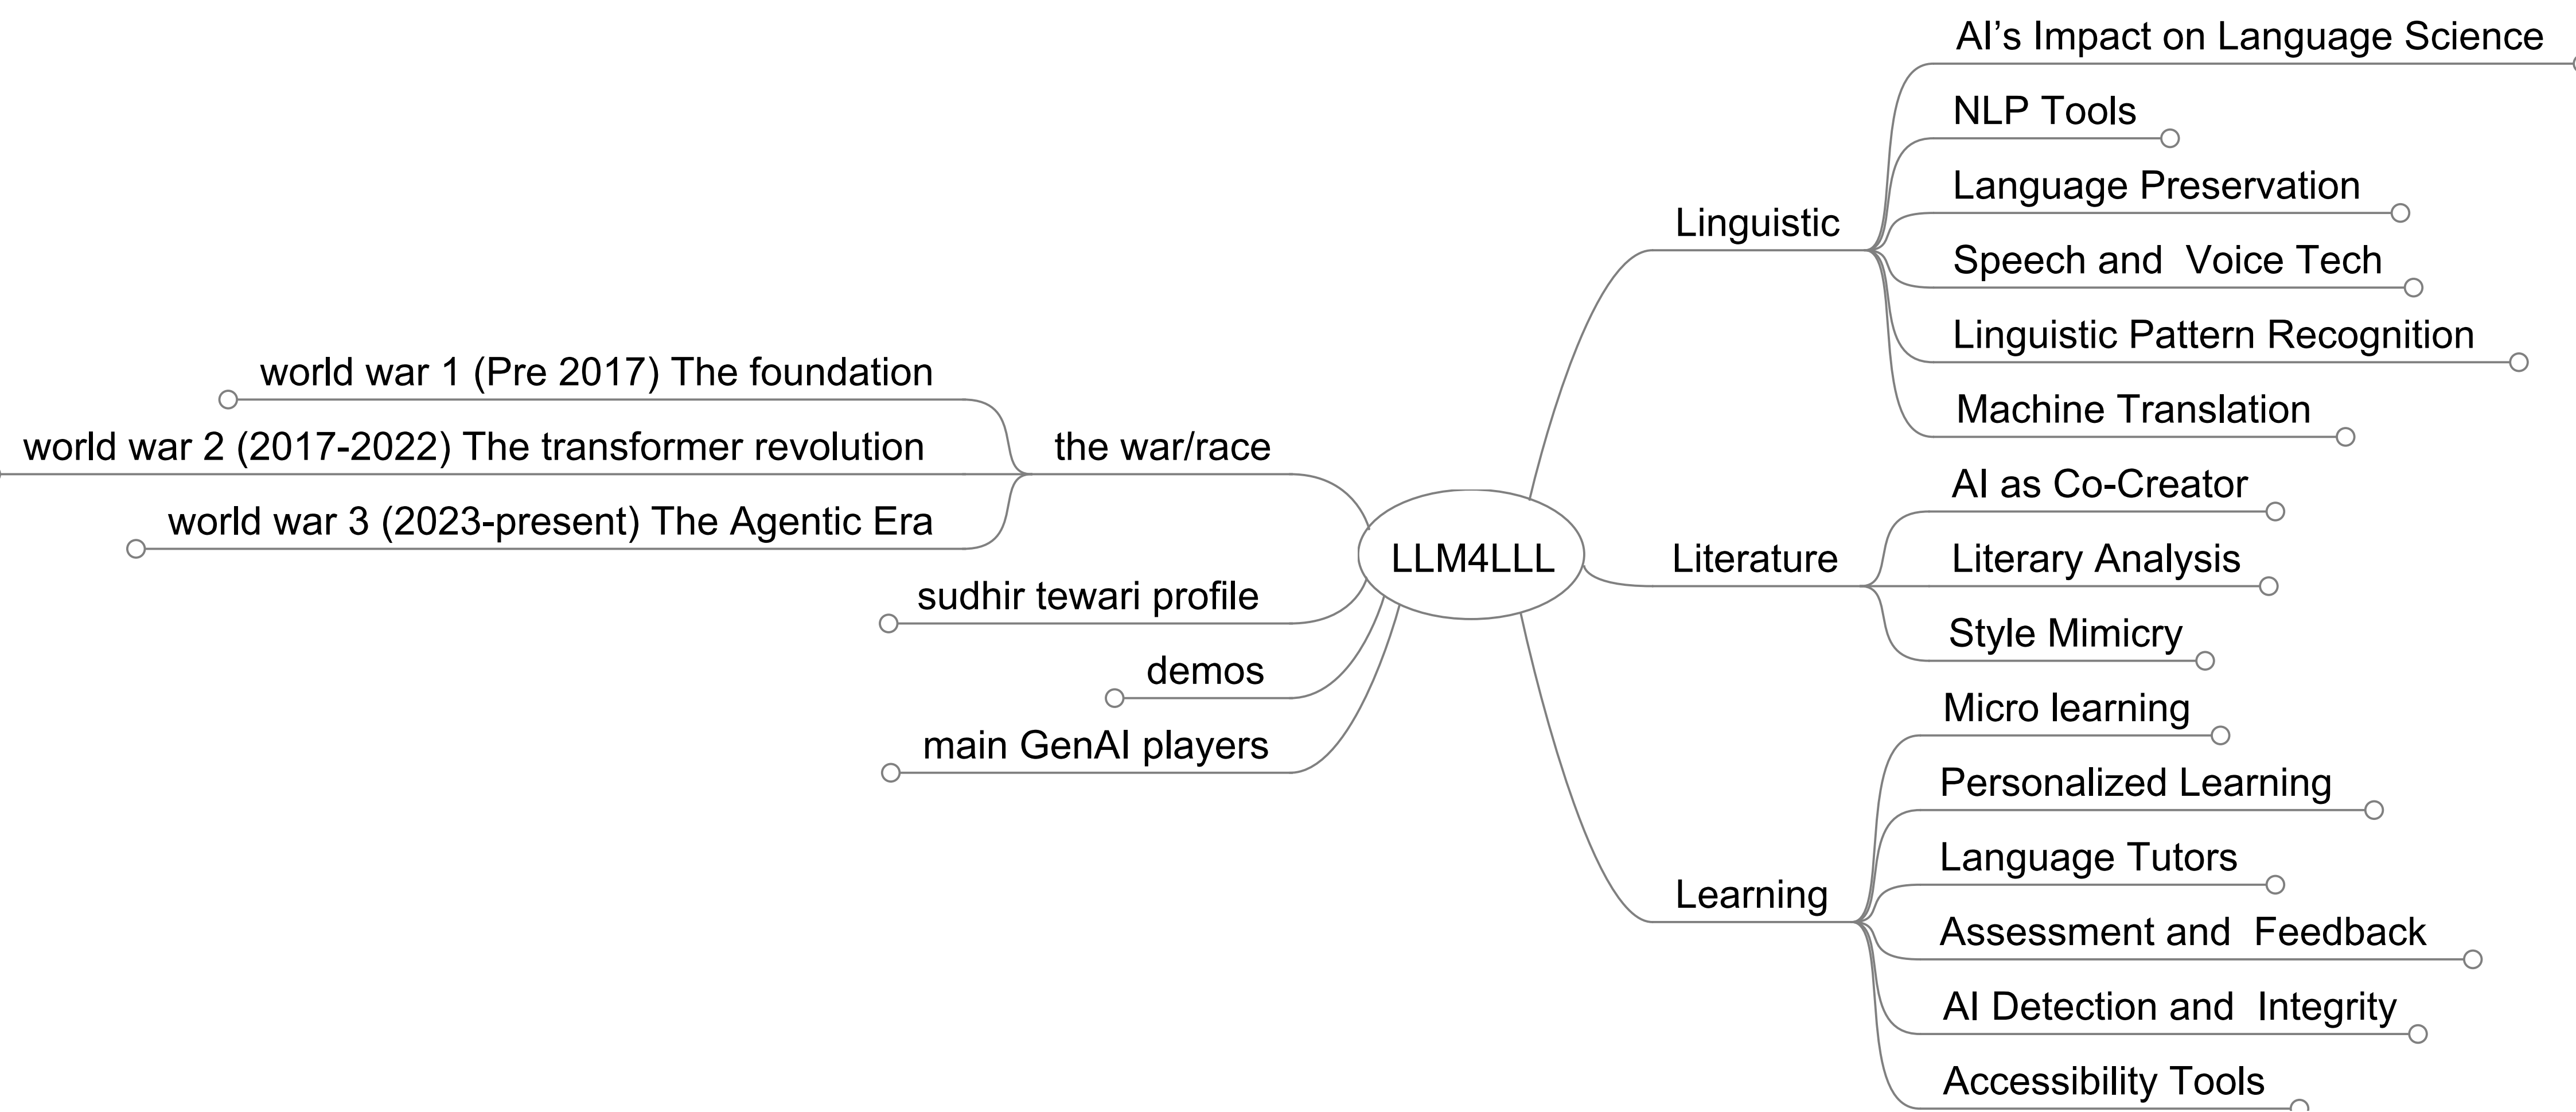 AI’s Impact on Language Science
NLP Tools
Language Preservation
Linguistic
Speech and  Voice Tech
Linguistic Pattern Recognition
Machine Translation
world war 1 (Pre 2017) The foundation
world war 2 (2017-2022) The transformer revolution
the war/race
world war 3 (2023-present) The Agentic Era
sudhir tewari profile
demos
main GenAI players
LLM4LLL
AI as Co-Creator
Literature
Literary Analysis
Style Mimicry
Micro learning
Personalized Learning
Language Tutors
Learning
Assessment and  Feedback
AI Detection and  Integrity
Accessibility Tools